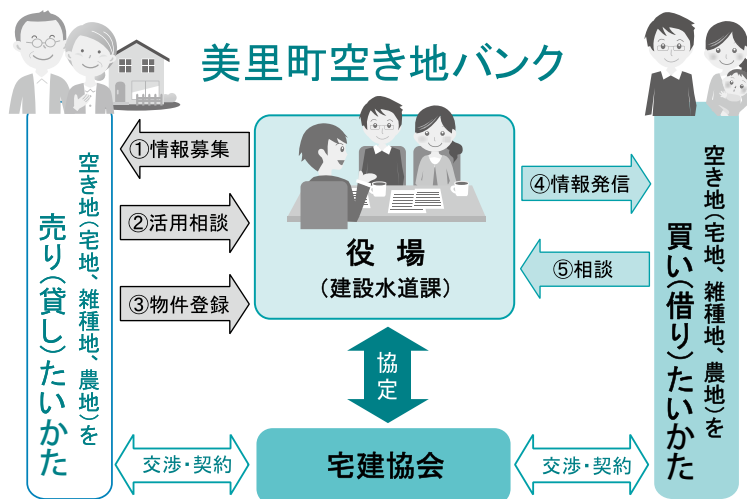 美里町空き地バンク
空き地(宅地、雑種地、農地)を
売り(貸し)たいかた
①情報募集
②活用相談
③物件登録
役 場
(建設水道課)
④情報発信
⑤相談
空き地(宅地、雑種地、農地)を
買い(借り)たいかた
協定
交渉・契約
宅建協会
交渉・契約